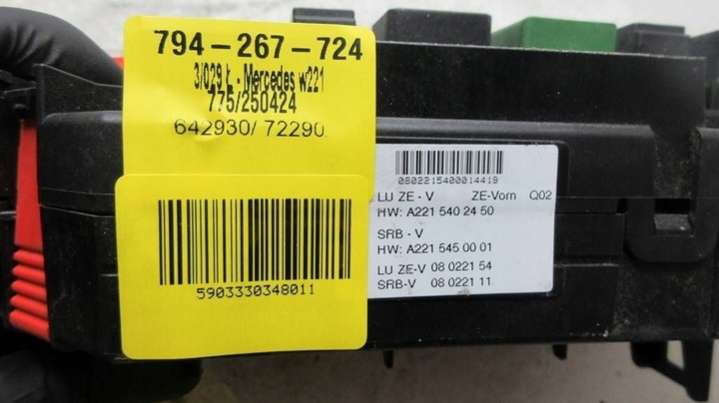 794-267-724
3/029 Ł - Mercedes w221
775/250424
642930/ 72290
5903330348011
0802215400014419
LU ZE - V ZE-Vorn Q02
HW: A221 540 24 50
SRB - V
HW: A221 545 00 01
LU ZE-V 08 0221 54
SRB-V 08 0221 11